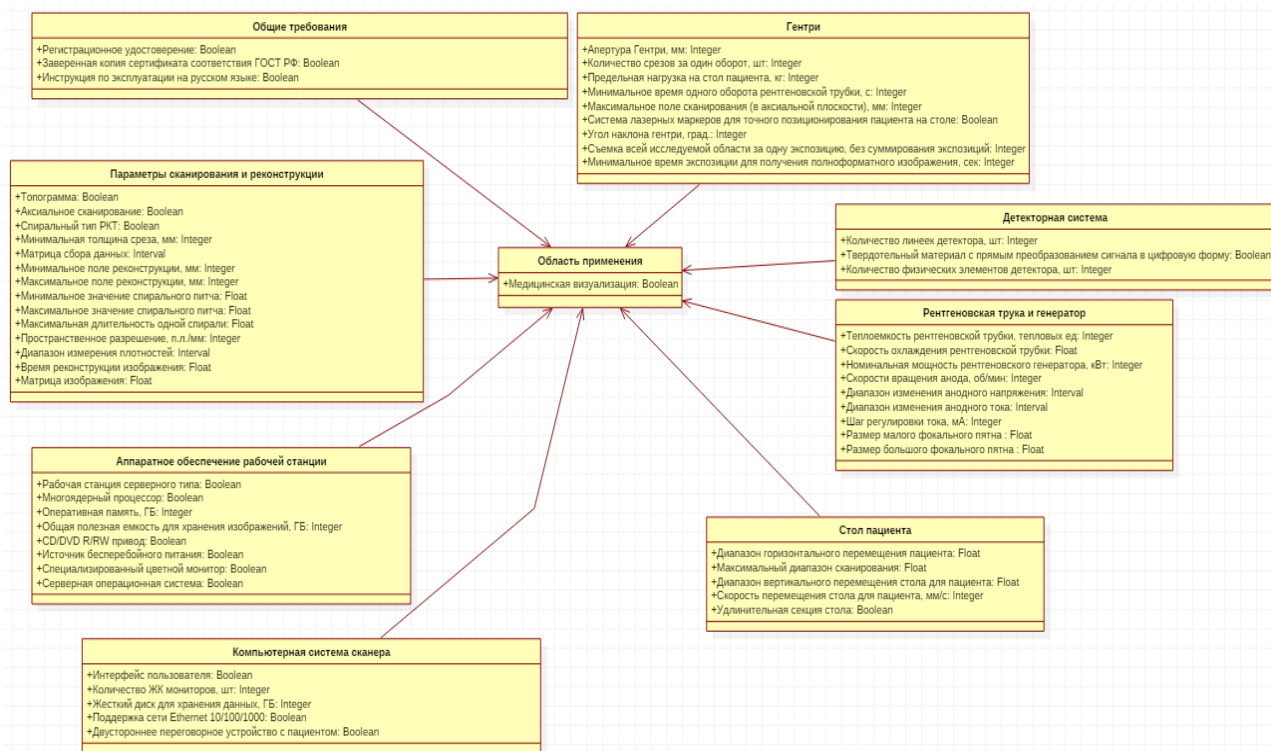 Общие требования
+Регистрационное удостоверение: Boolean
+Заверенная копия сертификата соответствия ГОСТ РФ: Boolean
+Инструкция по эксплуатации на русском языке: Boolean
Гентри
+Апертура Гентри, мм: Integer
+Количество срезов за один оборот, шт: Integer
+Предельная нагрузка на стол пациента, кг: Integer
+Минимальное время одного оборота рентгеновской трубки, с: Integer
+Максимальное поле сканирования (в аксиальной плоскости), мм: Integer
+Система лазерных маркеров для точного позиционирования пациента на столе: Boolean
+Угол наклона гентри, град.: Integer
+Съемка всей исследуемой области за одну экспозицию, без суммирования экспозиций: Integer
+Минимальное время экспозиции для получения полноформатного изображения, сек: Integer
Параметры сканирования и реконструкции
+Топограмма: Boolean
+Аксиальное сканирование: Boolean
+Спиральный тип РКТ: Boolean
+Минимальная толщина среза, мм: Integer
+Матрица сбора данных: Interval
+Минимальное поле реконструкции, мм: Integer
+Максимальное поле реконструкции, мм: Integer
+Минимальное значение спирального питча: Float
+Максимальное значение спирального питча: Float
+Максимальная длительность одной спирали: Float
+Пространственное разрешение, п.л./мм: Integer
+Диапазон измерения плотностей: Interval
+Время реконструкции изображения: Float
+Матрица изображения: Float
Область применения
+Медицинская визуализация: Boolean
Детекторная система
+Количество линеек детектора, шт: Integer
+Твердотельный материал с прямым преобразованием сигнала в цифровую форму: Boolean
+Количество физических элементов детектора, шт: Integer
Рентгеновская трука и генератор
+Теплоемкость рентгеновской трубки, тепловых ед: Integer
+Скорость охлаждения рентгеновской трубки: Float
+Номинальная мощность рентгеновского генератора, кВт: Integer
+Скорости вращения анода, об/мин: Integer
+Диапазон изменения анодного напряжения: Interval
+Диапазон изменения анодного тока: Interval
+Шаг регулировки тока, мА: Integer
+Размер малого фокального пятна : Float
+Размер большого фокального пятна : Float
Аппаратное обеспечение рабочей станции
+Рабочая станция серверного типа: Boolean
+Многоядерный процессор: Boolean
+Оперативная память, ГБ: Integer
+Общая полезная емкость для хранения изображений, ГБ: Integer
+CD/DVD R/RW привод: Boolean
+Источник бесперебойного питания: Boolean
+Специализированный цветной монитор: Boolean
+Серверная операционная система: Boolean
Стол пациента
+Диапазон горизонтального перемещения пациента: Float
+Максимальный диапазон сканирования: Float
+Диапазон вертикального перемещения стола для пациента: Float
+Скорость перемещения стола для пациента, мм/с: Integer
+Удлинительная секция стола: Boolean
Компьютерная система сканера
+Интерфейс пользователя: Boolean
+Количество ЖК мониторов, шт: Integer
+Жесткий диск для хранения данных, ГБ: Integer
+Поддержка сети Ethernet 10/100/1000: Boolean
+Двустороннее переговорное устройство с пациентом: Boolean